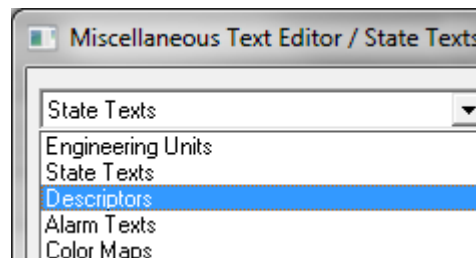 Miscellaneous Text Editor / State Texts
State Texts
Engineering Units
State Texts
Descriptors
Alarm Texts
Color Maps